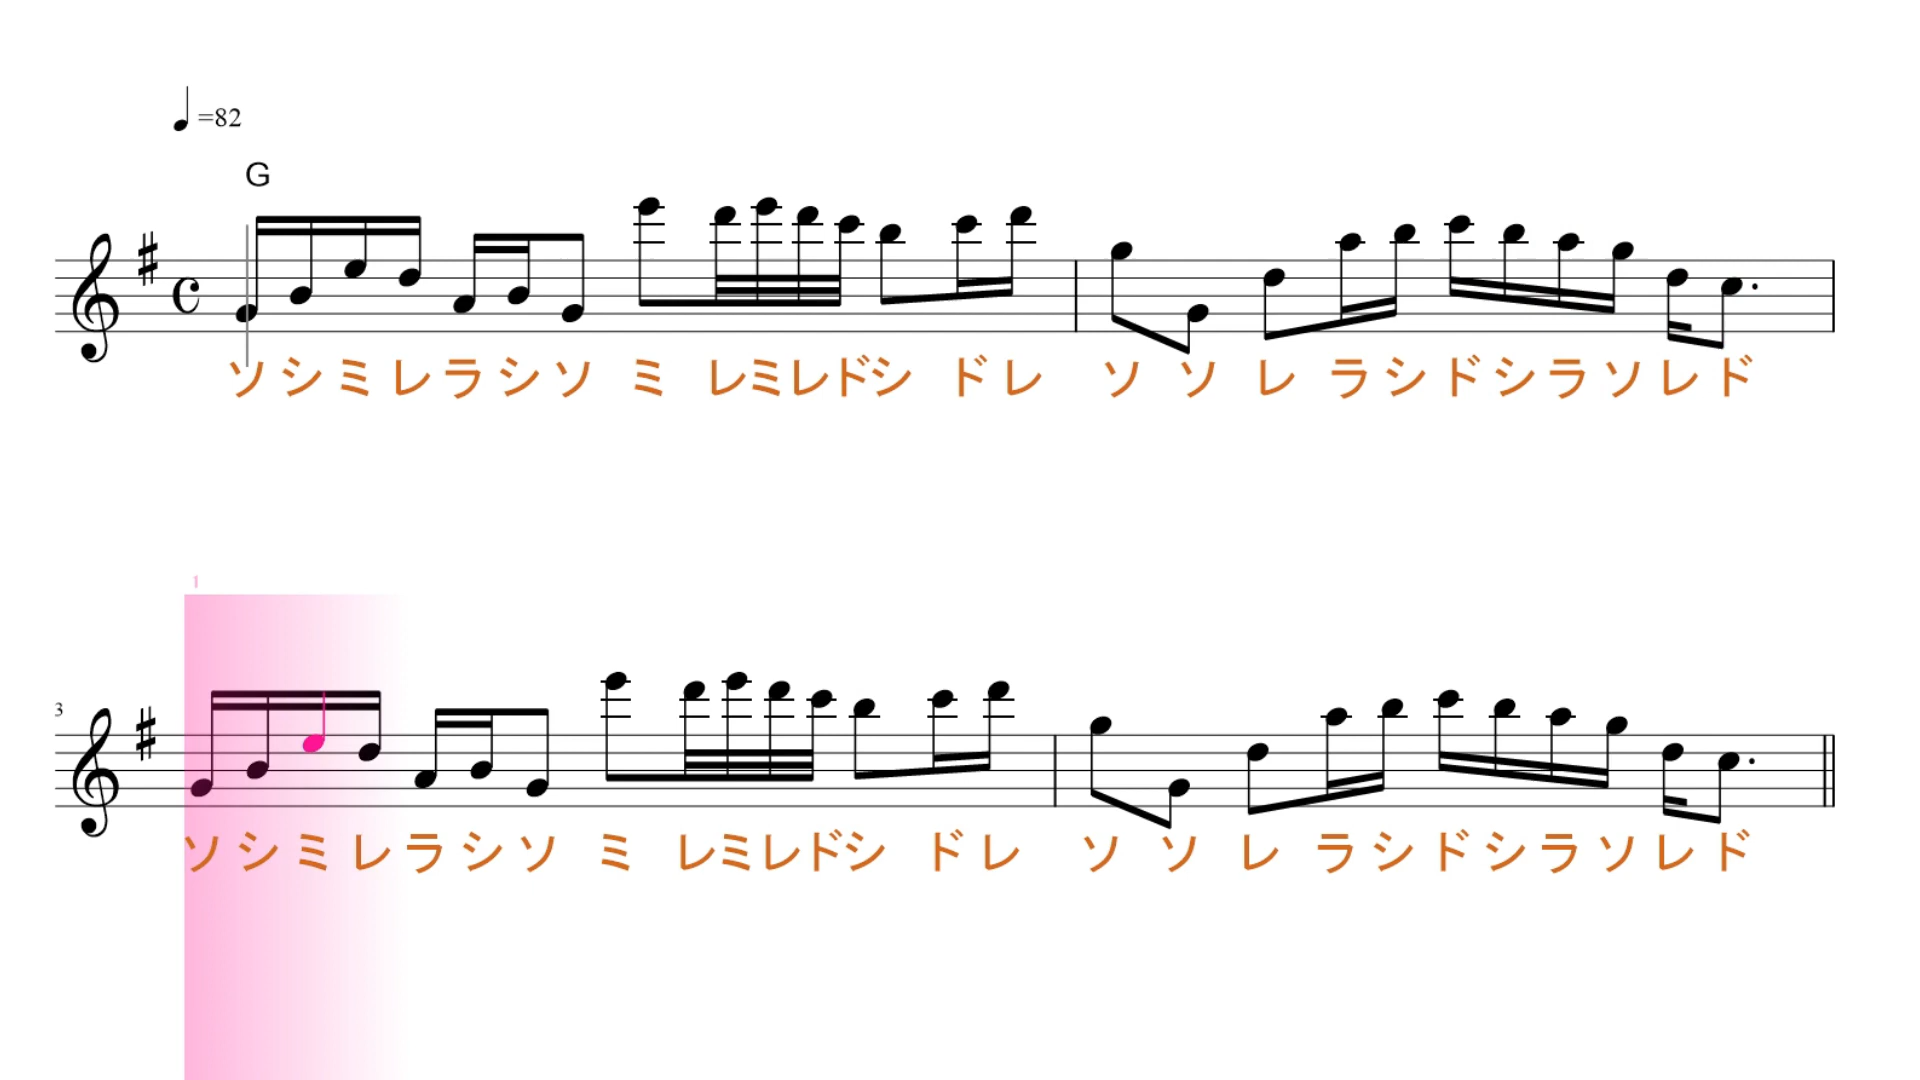 =82
G
ソ シ ミ レ ラ シ ソ ミ レミレドシ ド レ ソ ソ レ ラ シ ド シ ラ ソ レ ド
1
3
ソ シ ミ レ ラ シ ソ ミ レミレドシ ド レ ソ ソ レ ラ シ ド シ ラ ソ レ ド